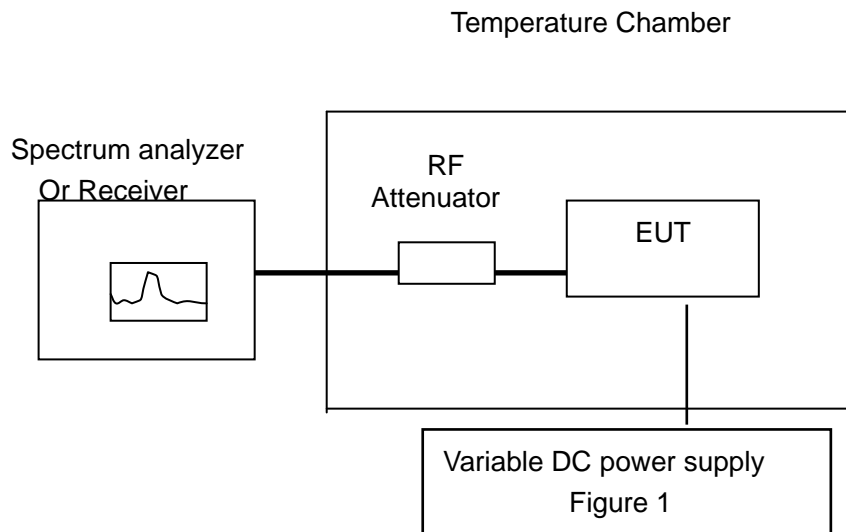 Temperature Chamber
Spectrum analyzer
Or Receiver
RF
Attenuator
EUT
Variable DC power supply
Figure 1